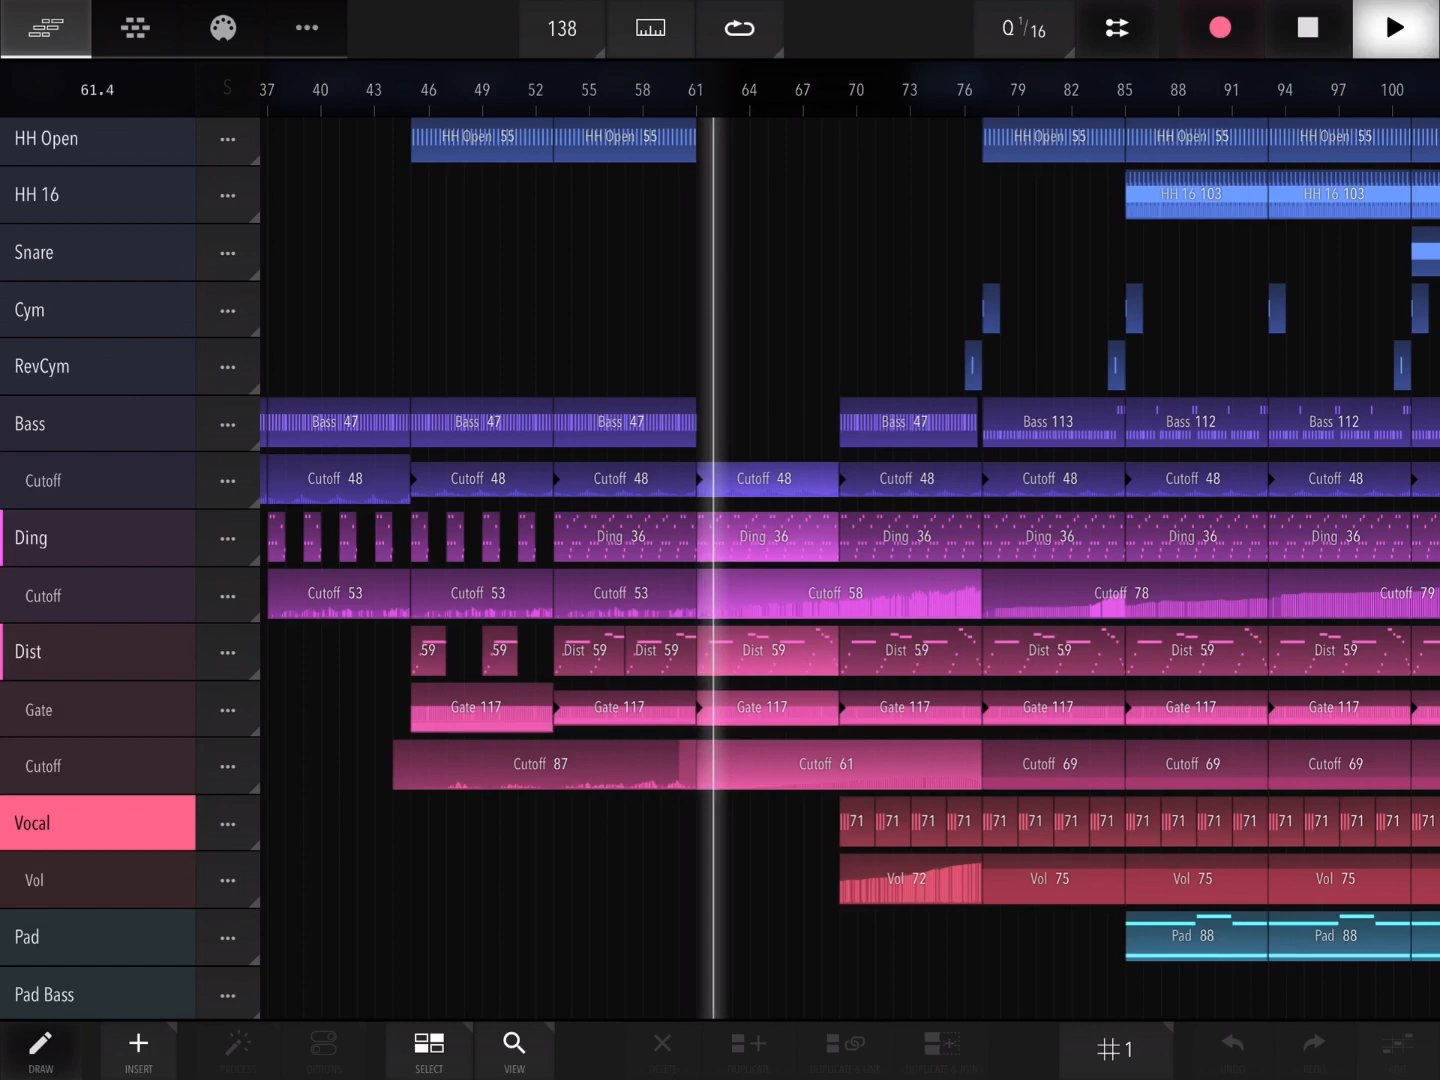 138
Q 1/16
61.4 S 37 40 43 46 49 52 55 58 61 64 67 70 73 76 79 82 85 88 91 94 97 100
HH Open HH Open 55 HH Open 55 HH Open 55 HH Open 55 HH Open 55
HH 16 HH 16 103 HH 16 103
Snare
Cym
RevCym
Bass Bass 47 Bass 47 Bass 47 Bass 47 Bass 113 Bass 112 Bass 112
Cutoff Cutoff 48 Cutoff 48 Cutoff 48 Cutoff 48 Cutoff 48 Cutoff 48 Cutoff 48 Cutoff 48
Ding Ding 36 Ding 36 Ding 36 Ding 36 Ding 36 Ding 36
Cutoff Cutoff 53 Cutoff 53 Cutoff 53 Cutoff 58 Cutoff 78 Cutoff 79
Dist 59 59 Dist 59 Dist 59 Dist 59 Dist 59 Dist 59 Dist 59 Dist 59
Gate Gate 117 Gate 117 Gate 117 Gate 117 Gate 117 Gate 117 Gate 117
Cutoff Cutoff 87 Cutoff 61 Cutoff 69 Cutoff 69 Cutoff 69
Vocal 71 71 71 71 71 71 71 71 71 71 71 71 71 71 71 71 71
Vol Vol 72 Vol 75 Vol 75 Vol 75
Pad Pad 88 Pad 88
Pad Bass
DRAW INSERT PROCESS OPTIONS SELECT VIEW DELETE DUPLICATE DUPLICATE & LINK #1 UNDO REDO